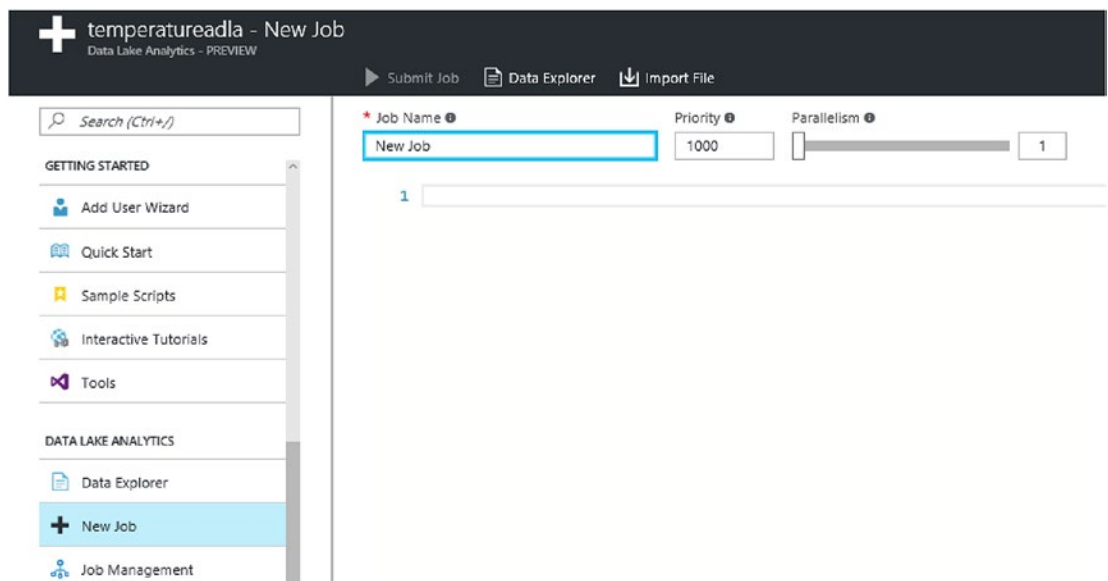 temperatureadla - New Job
Data Lake Analytics - PREVIEW
Submit Job Data Explorer Import File
Search (Ctrl+/)
GETTING STARTED
Add User Wizard
Quick Start
Sample Scripts
Interactive Tutorials
Tools
DATA LAKE ANALYTICS
Data Explorer
New Job
Job Management
* Job Name Priority Parallelism
New Job 1000 1
1